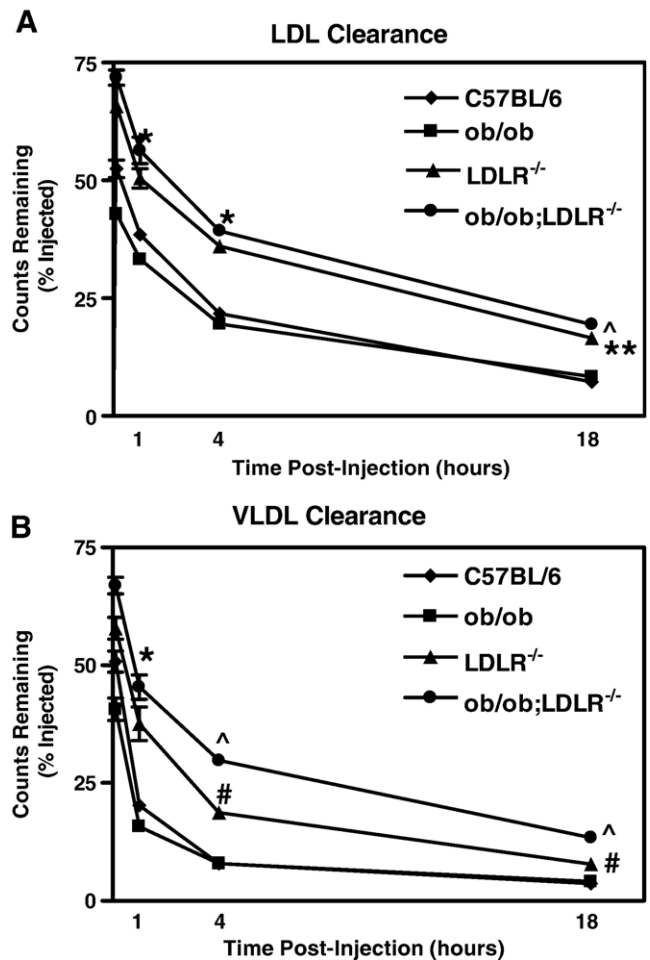 A
LDL Clearance
75
50
25
0
Counts Remaining
(% Injected)
C57BL/6
ob/ob
LDLR-/-
ob/ob;LDLR-/-
*
*
^
**
1 4 18
Time Post-Injection (hours)
B
VLDL Clearance
75
50
25
0
Counts Remaining
(% Injected)
C57BL/6
ob/ob
LDLR-/-
ob/ob;LDLR-/-
*
^
#
^
#
1 4 18
Time Post-Injection (hours)